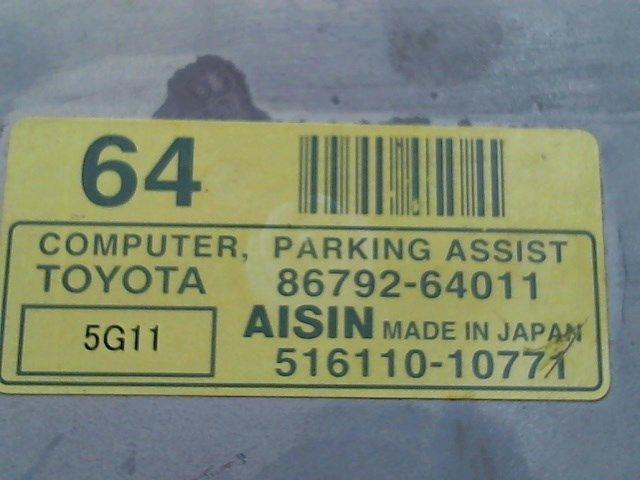 64
COMPUTER, PARKING ASSIST
TOYOTA 86792-64011
5G11
AISIN MADE IN JAPAN
516110-10771